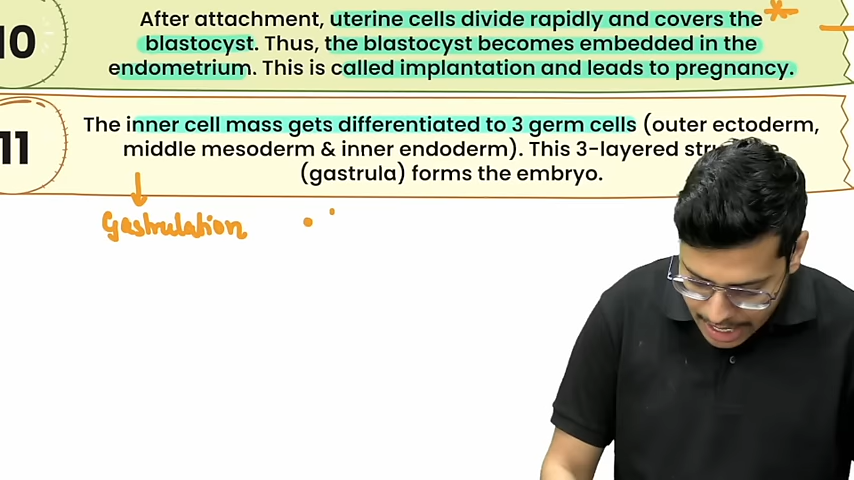 10
After attachment, uterine cells divide rapidly and covers the
blastocyst. Thus, the blastocyst becomes embedded in the
endometrium. This is called implantation and leads to pregnancy.
11
The inner cell mass gets differentiated to 3 germ cells (outer ectoderm,
middle mesoderm & inner endoderm). This 3-layered
(gastrula) forms the embryo.
Gastrulation